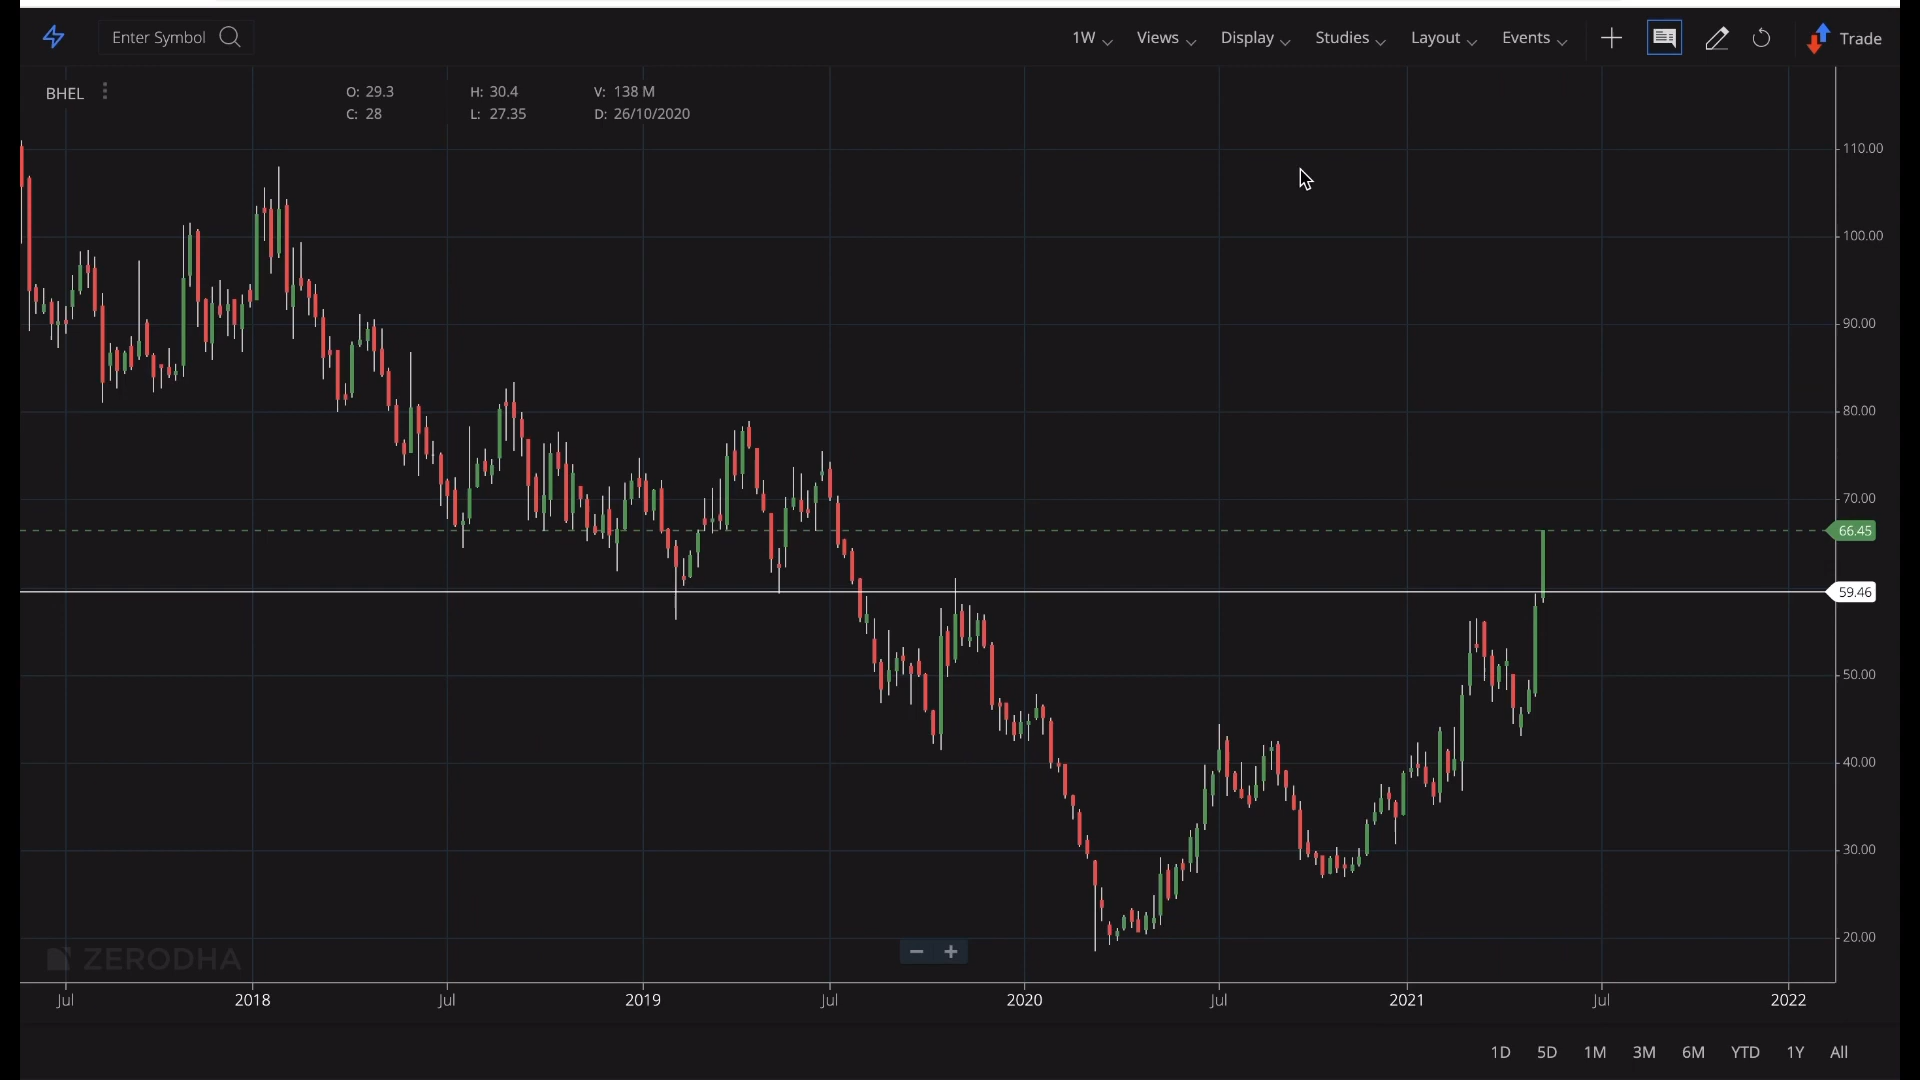 Enter Symbol
1W Views Display Studies Layout Events Trade
BHEL
O: 29.3 H: 30.4 V: 138 M
C: 28 L: 27.35 D: 26/10/2020
110.00
100.00
90.00
80.00
70.00
66.45
59.46
50.00
40.00
30.00
20.00
ZERODHA
Jul 2018 Jul 2019 Jul 2020 Jul 2021 Jul 2022
1D 5D 1M 3M 6M YTD 1Y All